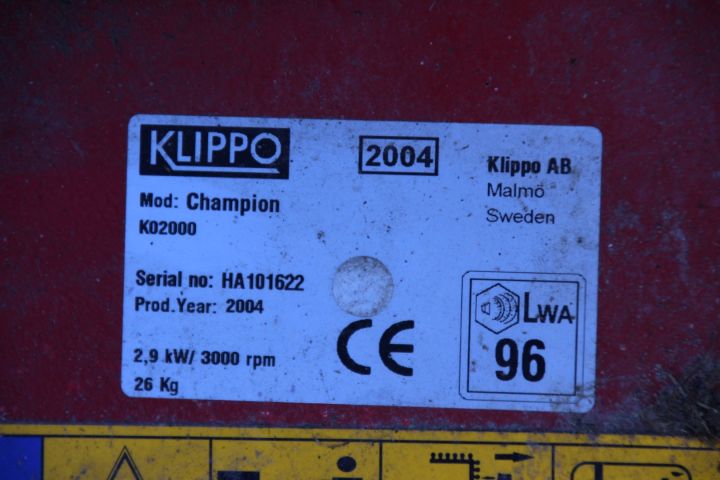 KLIPPO
2004
Klippo AB
Malmö
Sweden
Mod: Champion
K02000
Serial no: HA101622
Prod.Year: 2004
2,9 kW/ 3000 rpm
26 Kg
CE
LWA
96